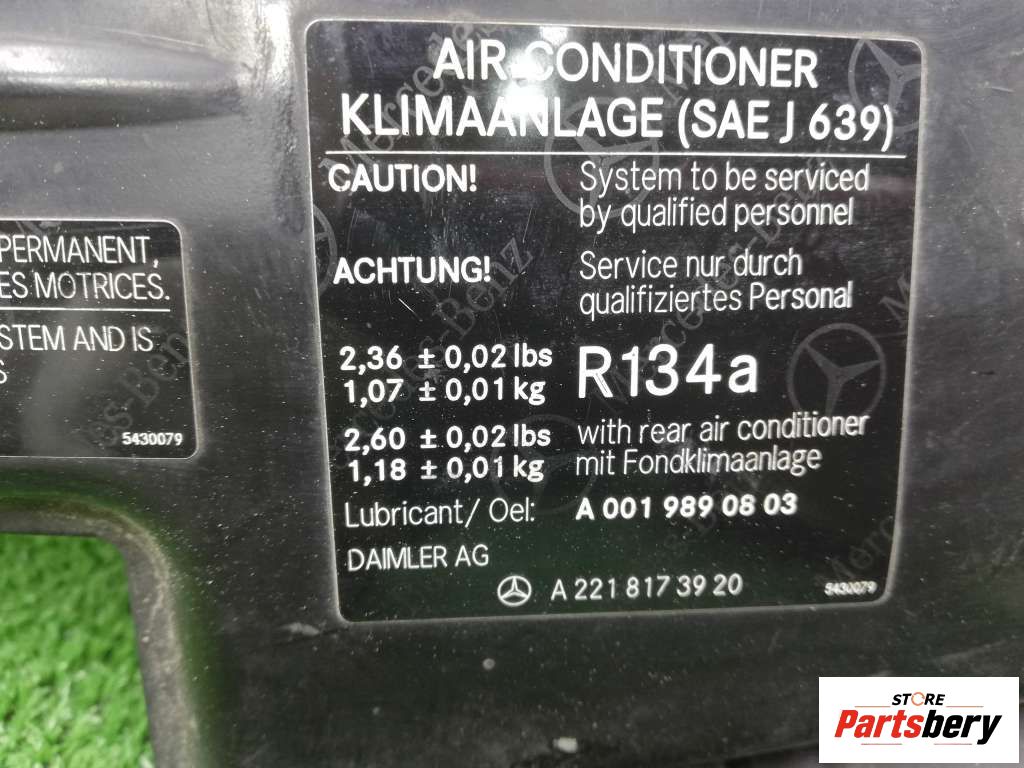 AIR CONDITIONER
KLIMAANLAGE (SAE J 639)
CAUTION! System to be serviced
by qualified personnel
ACHTUNG! Service nur durch
qualifiziertes Personal
2,36 ± 0,02 lbs R134a
1,07 ± 0,01 kg
2,60 ± 0,02 lbs with rear air conditioner
1,18 ± 0,01 kg mit Fondklimaanlage
Lubricant/ Oel: A 001 989 08 03
DAIMLER AG
A 221 817 39 20 5430079
PERMANENT,
ES MOTRICES.
STEM AND IS
S
5430079
Mercedes-Benz
STORE
Partsbery